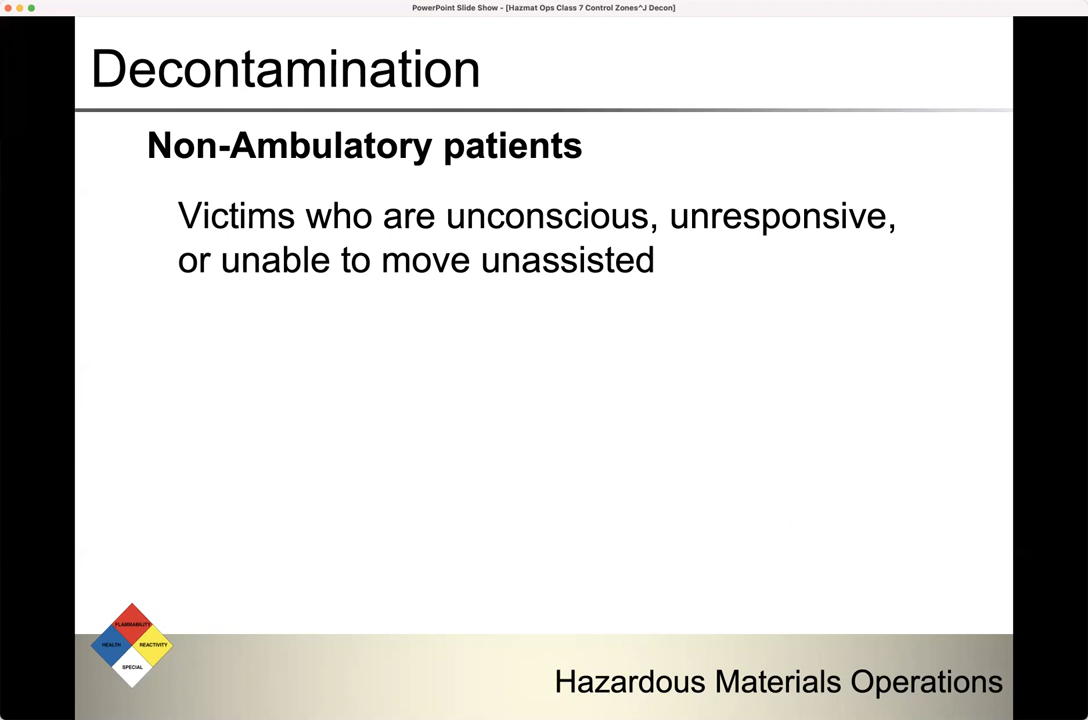 PowerPoint Slide Show - [Hazmat Ops Class 7 Control Zones^J Decon]
Decontamination
Non-Ambulatory patients
Victims who are unconscious, unresponsive,
or unable to move unassisted
FLAMMABILITY
HEALTH
REACTIVITY
SPECIAL
Hazardous Materials Operations